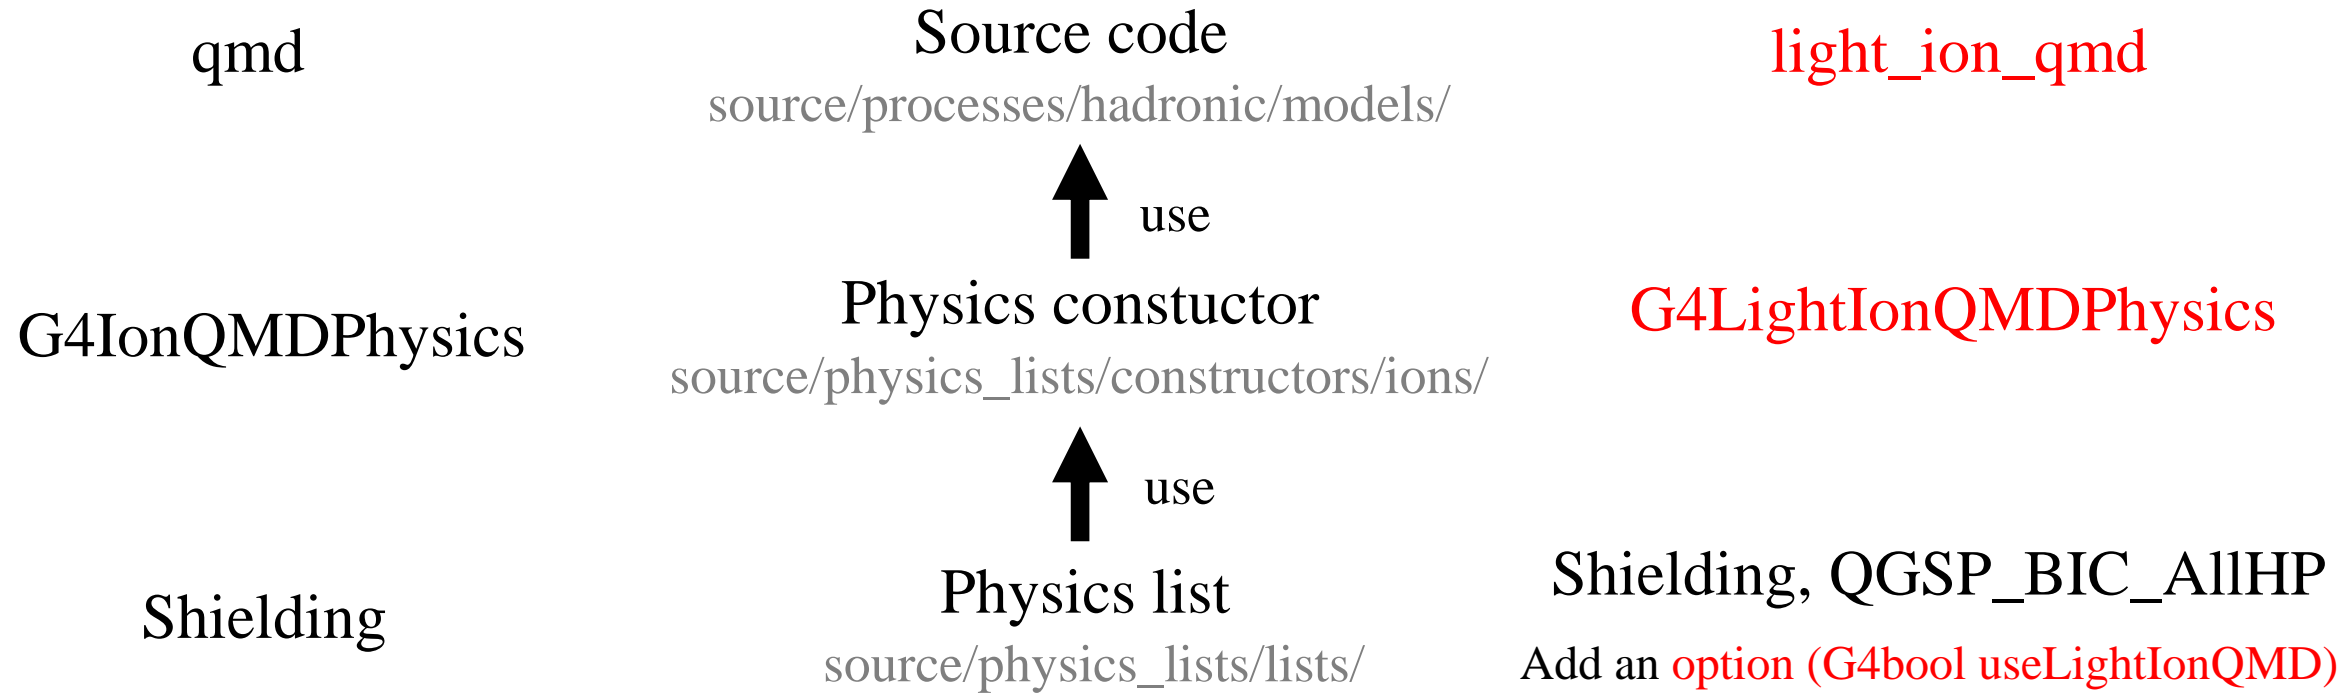 qmd
Source code
source/processes/hadronic/models/
light_ion_qmd
use
G4IonQMDPhysics
Physics constuctor
source/physics_lists/constructors/ions/
G4LightIonQMDPhysics
use
Shielding
Physics list
source/physics_lists/lists/
Shielding, QGSP_BIC_AllHP
Add an option (G4bool useLightIonQMD)